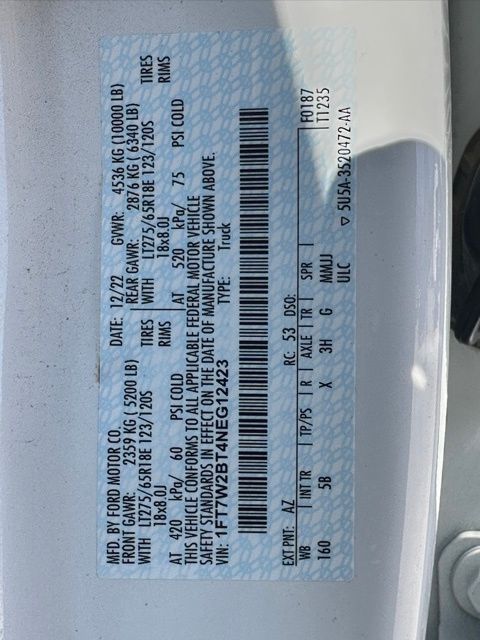 MFD. BY FORD MOTOR CO.
DATE: 12/22 GVWR: 4536 KG (10000 LB)
FRONT GAWR: 2359 KG ( 5200 LB)
REAR GAWR: 2876 KG ( 6340 LB)
WITH LT275/65R18E 123/120S TIRES
WITH LT275/65R18E 123/120S TIRES
18x8.0J RIMS
18x8.0J RIMS
AT 420 kPa/ 60 PSI COLD
AT 520 kPa/ 75 PSI COLD
THIS VEHICLE CONFORMS TO ALL APPLICABLE FEDERAL MOTOR VEHICLE
SAFETY STANDARDS IN EFFECT ON THE DATE OF MANUFACTURE SHOWN ABOVE.
VIN: 1FT7W2BT4NEG12423 TYPE: Truck
EXT PNT: AZ RC: 53 DSO: F0187
WB | INT TR | TP/PS | R | AXLE | TR | SPR T1235
160 5B X 3H G MMJJ
ULC
▽ 5U5A-3520472-AA